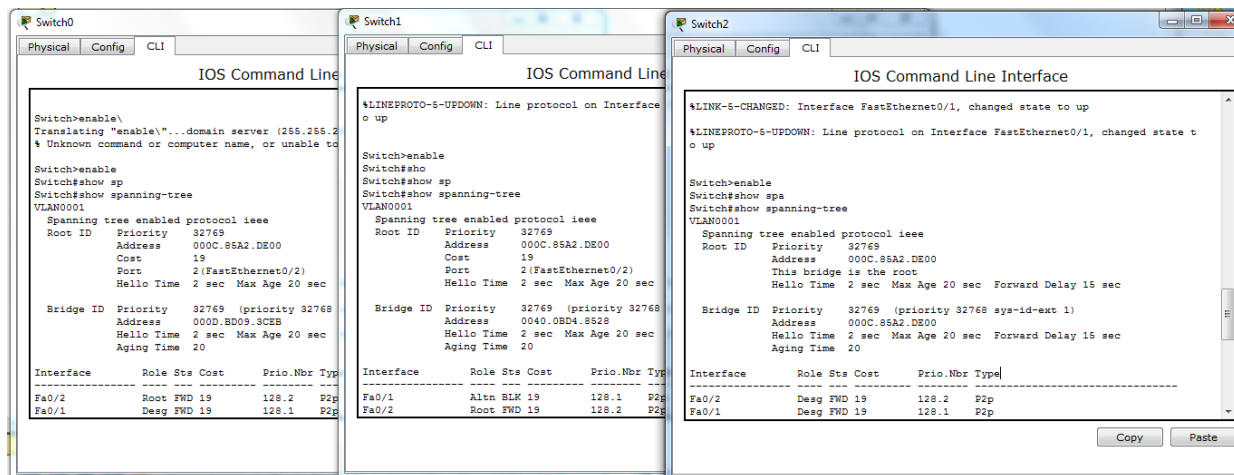 Switch0
Physical Config CLI
IOS Command Line
Switch>enable\
Translating "enable\"...domain server (255.255.2
% Unknown command or computer name, or unable to
Switch>enable
Switch#show sp
Switch#show spanning-tree
VLAN0001
Spanning tree enabled protocol ieee
Root ID Priority 32769
Address 000C.85A2.DE00
Cost 19
Port 2(FastEthernet0/2)
Hello Time 2 sec Max Age 20 sec
Bridge ID Priority 32769 (priority 32768
Address 000D.BD09.3CEB
Hello Time 2 sec Max Age 20 sec
Aging Time 20
Interface Role Sts Cost Prio.Nbr Typ
---------------- ---- --- --------- -------- ---
Fa0/2 Root FWD 19 128.2 P2p
Fa0/1 Desg FWD 19 128.1 P2p
Switch1
Physical Config CLI
IOS Command Line
%LINEPROTO-5-UPDOWN: Line protocol on Interface
o up
Switch>enable
Switch#sho
Switch#show sp
Switch#show spanning-tree
VLAN0001
Spanning tree enabled protocol ieee
Root ID Priority 32769
Address 000C.85A2.DE00
Cost 19
Port 2(FastEthernet0/2)
Hello Time 2 sec Max Age 20 sec
Bridge ID Priority 32769 (priority 32768
Address 0040.0BD4.8528
Hello Time 2 sec Max Age 20 sec
Aging Time 20
Interface Role Sts Cost Prio.Nbr Typ
---------------- ---- --- --------- -------- ---
Fa0/1 Altn BLK 19 128.1 P2p
Fa0/2 Root FWD 19 128.2 P2p
Switch2
Physical Config CLI
IOS Command Line Interface
%LINK-5-CHANGED: Interface FastEthernet0/1, changed state to up
%LINEPROTO-5-UPDOWN: Line protocol on Interface FastEthernet0/1, changed state t
o up
Switch>enable
Switch#show spa
Switch#show spanning-tree
VLAN0001
Spanning tree enabled protocol ieee
Root ID Priority 32769
Address 000C.85A2.DE00
This bridge is the root
Hello Time 2 sec Max Age 20 sec Forward Delay 15 sec
Bridge ID Priority 32769 (priority 32768 sys-id-ext 1)
Address 000C.85A2.DE00
Hello Time 2 sec Max Age 20 sec Forward Delay 15 sec
Aging Time 20
Interface Role Sts Cost Prio.Nbr Type
---------------- ---- --- --------- -------- --------------------------------
Fa0/2 Desg FWD 19 128.2 P2p
Fa0/1 Desg FWD 19 128.1 P2p
Copy Paste